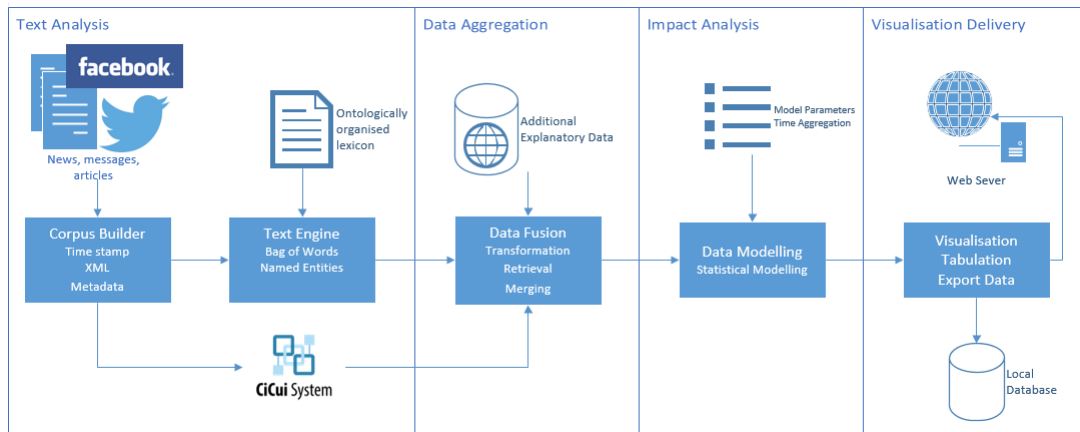 Text Analysis
facebook.
News, messages,
articles
Ontologically
organised
lexicon
Corpus Builder
Time stamp
XML
Metadata
Text Engine
Bag of Words
Named Entities
CiCui System
Data Aggregation
Additional
Explanatory Data
Data Fusion
Transformation
Retrieval
Merging
Impact Analysis
Model Parameters
Time Aggregation
Data Modelling
Statistical Modelling
Visualisation Delivery
Web Sever
Visualisation
Tabulation
Export Data
Local
Database